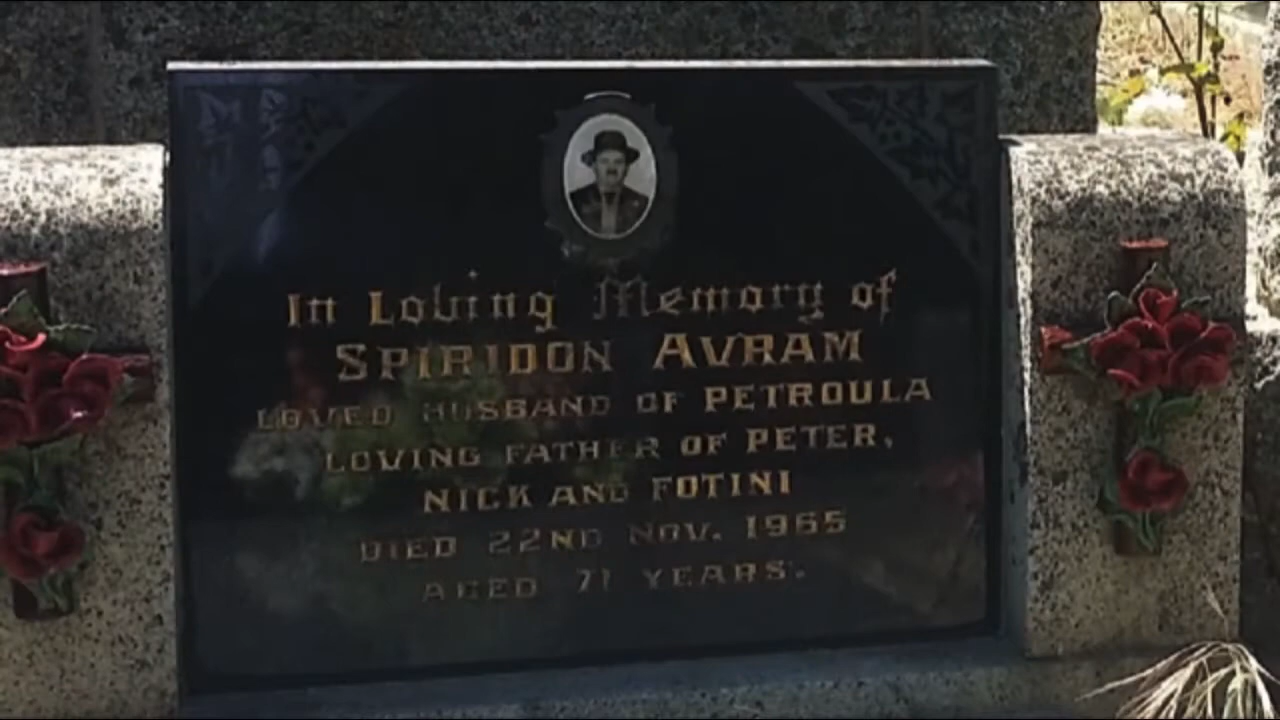 In Loving Memory of
SPIRIDON AVRAM
LOVED HUSBAND OF PETROULA
LOVING FATHER OF PETER,
NICK AND FOTINI
DIED 22ND NOV. 1965
AGED 71 YEARS.